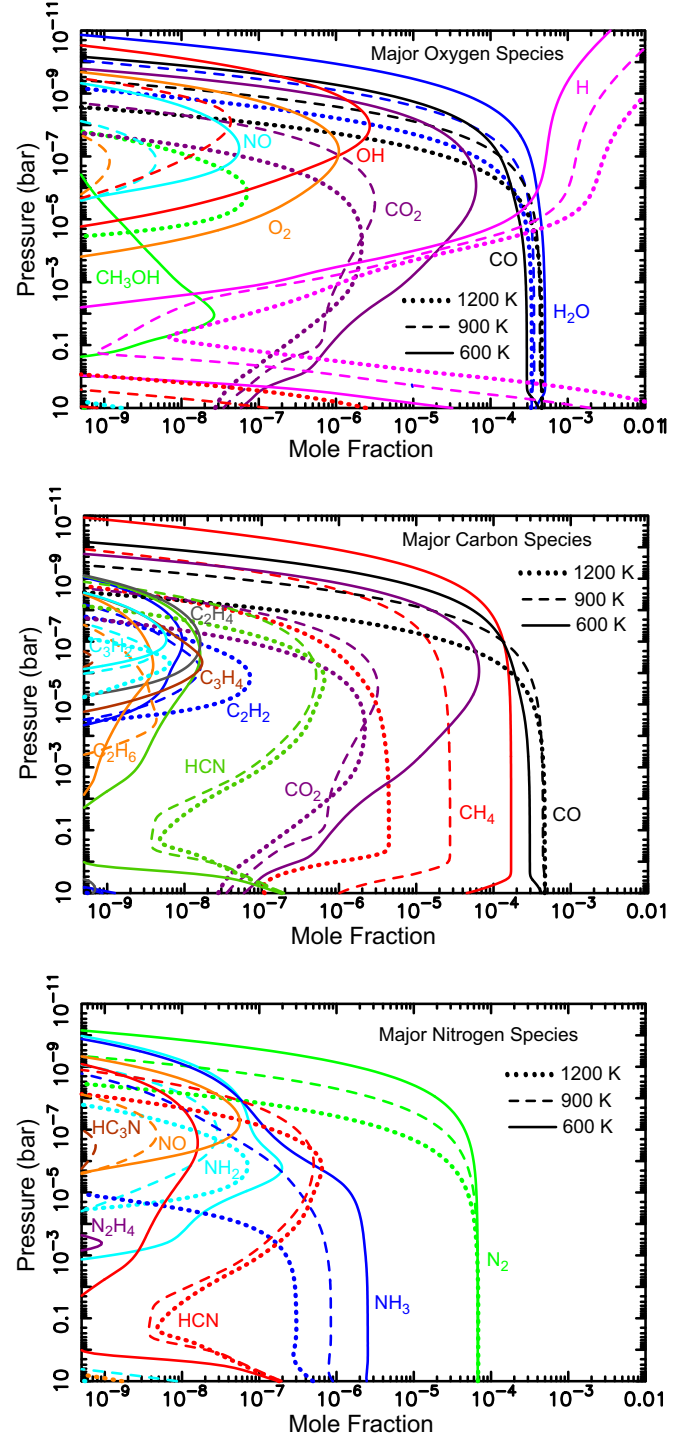 10⁻¹¹
Major Oxygen Species
H
10⁻⁹
NO
OH
10⁻⁷
CO₂
O₂
10⁻⁵
CO
CH₃OH
10⁻³
1200 K
H₂O
900 K
0.1
600 K
10
Pressure (bar)
10⁻⁹ 10⁻⁸ 10⁻⁷ 10⁻⁶ 10⁻⁵ 10⁻⁴ 10⁻³ 0.01
Mole Fraction
10⁻¹¹
Major Carbon Species
1200 K
10⁻⁹
900 K
C₂H₄
600 K
10⁻⁷
C₃H₄
10⁻⁵
C₂H₂
C₂H₆
HCN
10⁻³
CO₂
CH₄
CO
0.1
10
Pressure (bar)
10⁻⁹ 10⁻⁸ 10⁻⁷ 10⁻⁶ 10⁻⁵ 10⁻⁴ 10⁻³ 0.01
Mole Fraction
10⁻¹¹
Major Nitrogen Species
10⁻⁹
1200 K
900 K
HC₃N
600 K
10⁻⁷
NO
NH₂
10⁻⁵
N₂H₄
10⁻³
N₂
NH₃
0.1
HCN
10
Pressure (bar)
10⁻⁹ 10⁻⁸ 10⁻⁷ 10⁻⁶ 10⁻⁵ 10⁻⁴ 10⁻³ 0.01
Mole Fraction